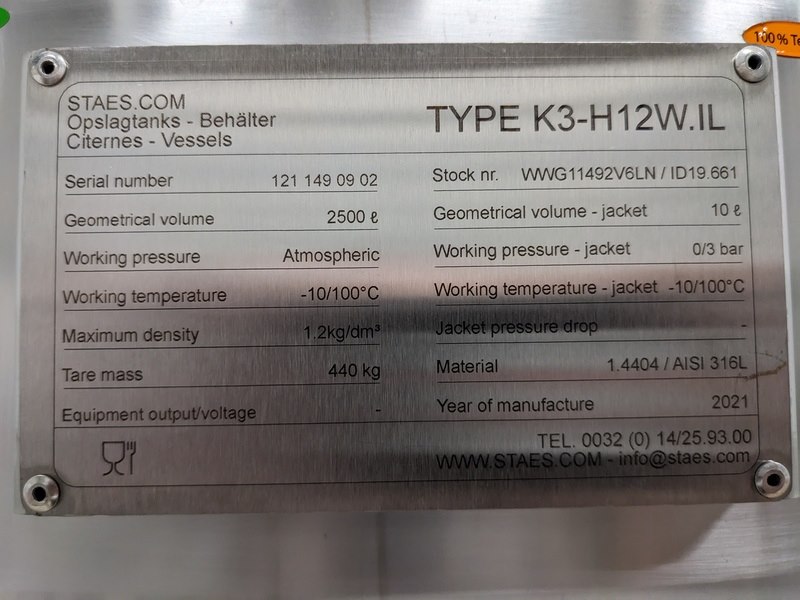 100% Te
STAES.COM
Opslagtanks - Behälter
Citernes - Vessels
TYPE K3-H12W.IL
Serial number 121 149 09 02
Geometrical volume 2500 ℓ
Working pressure Atmospheric
Working temperature -10/100°C
Maximum density 1.2kg/dm³
Tare mass 440 kg
Equipment output/voltage -
Stock nr. WWG11492V6LN / ID19.661
Geometrical volume - jacket 10 ℓ
Working pressure - jacket 0/3 bar
Working temperature - jacket -10/100°C
Jacket pressure drop -
Material 1.4404 / AISI 316L
Year of manufacture 2021
TEL. 0032 (0) 14/25.93.00
WWW.STAES.COM - info@staes.com